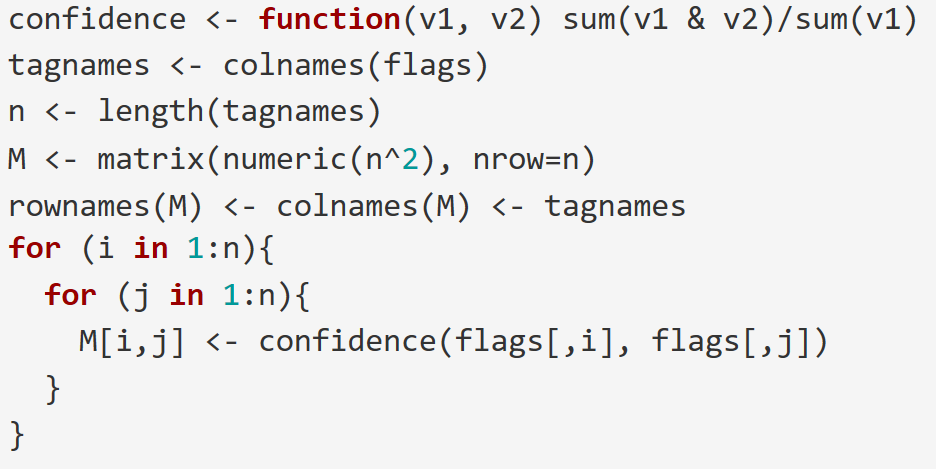 confidence <- function(v1, v2) sum(v1 & v2)/sum(v1)
tagnames <- colnames(flags)
n <- length(tagnames)
M <- matrix(numeric(n^2), nrow=n)
rownames(M) <- colnames(M) <- tagnames
for (i in 1:n){
  for (j in 1:n){
    M[i,j] <- confidence(flags[,i], flags[,j])
  }
}